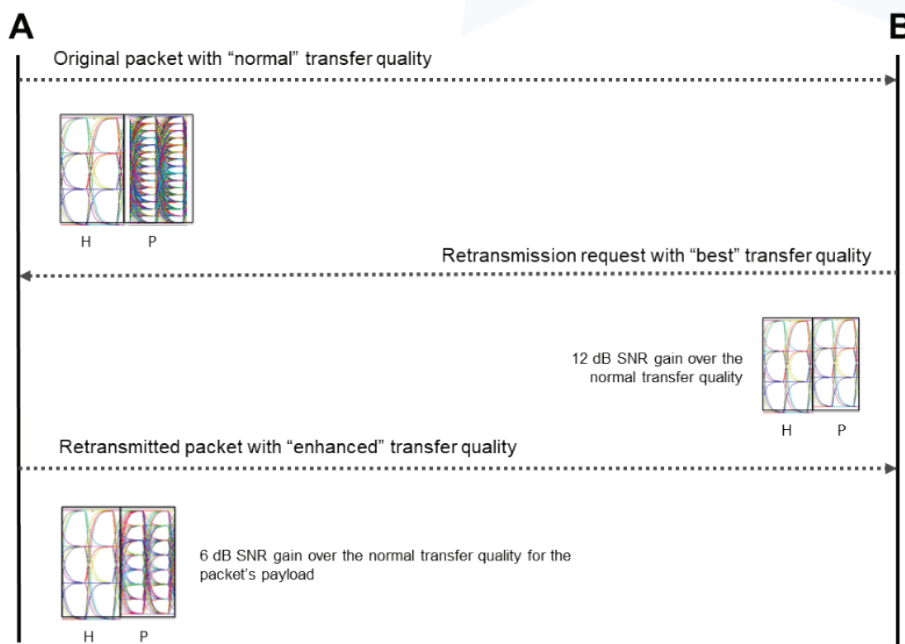 A
B
Original packet with “normal” transfer quality
H
P
Retransmission request with “best” transfer quality
12 dB SNR gain over the
normal transfer quality
H
P
Retransmitted packet with “enhanced” transfer quality
6 dB SNR gain over the normal transfer quality for the
packet’s payload
H
P